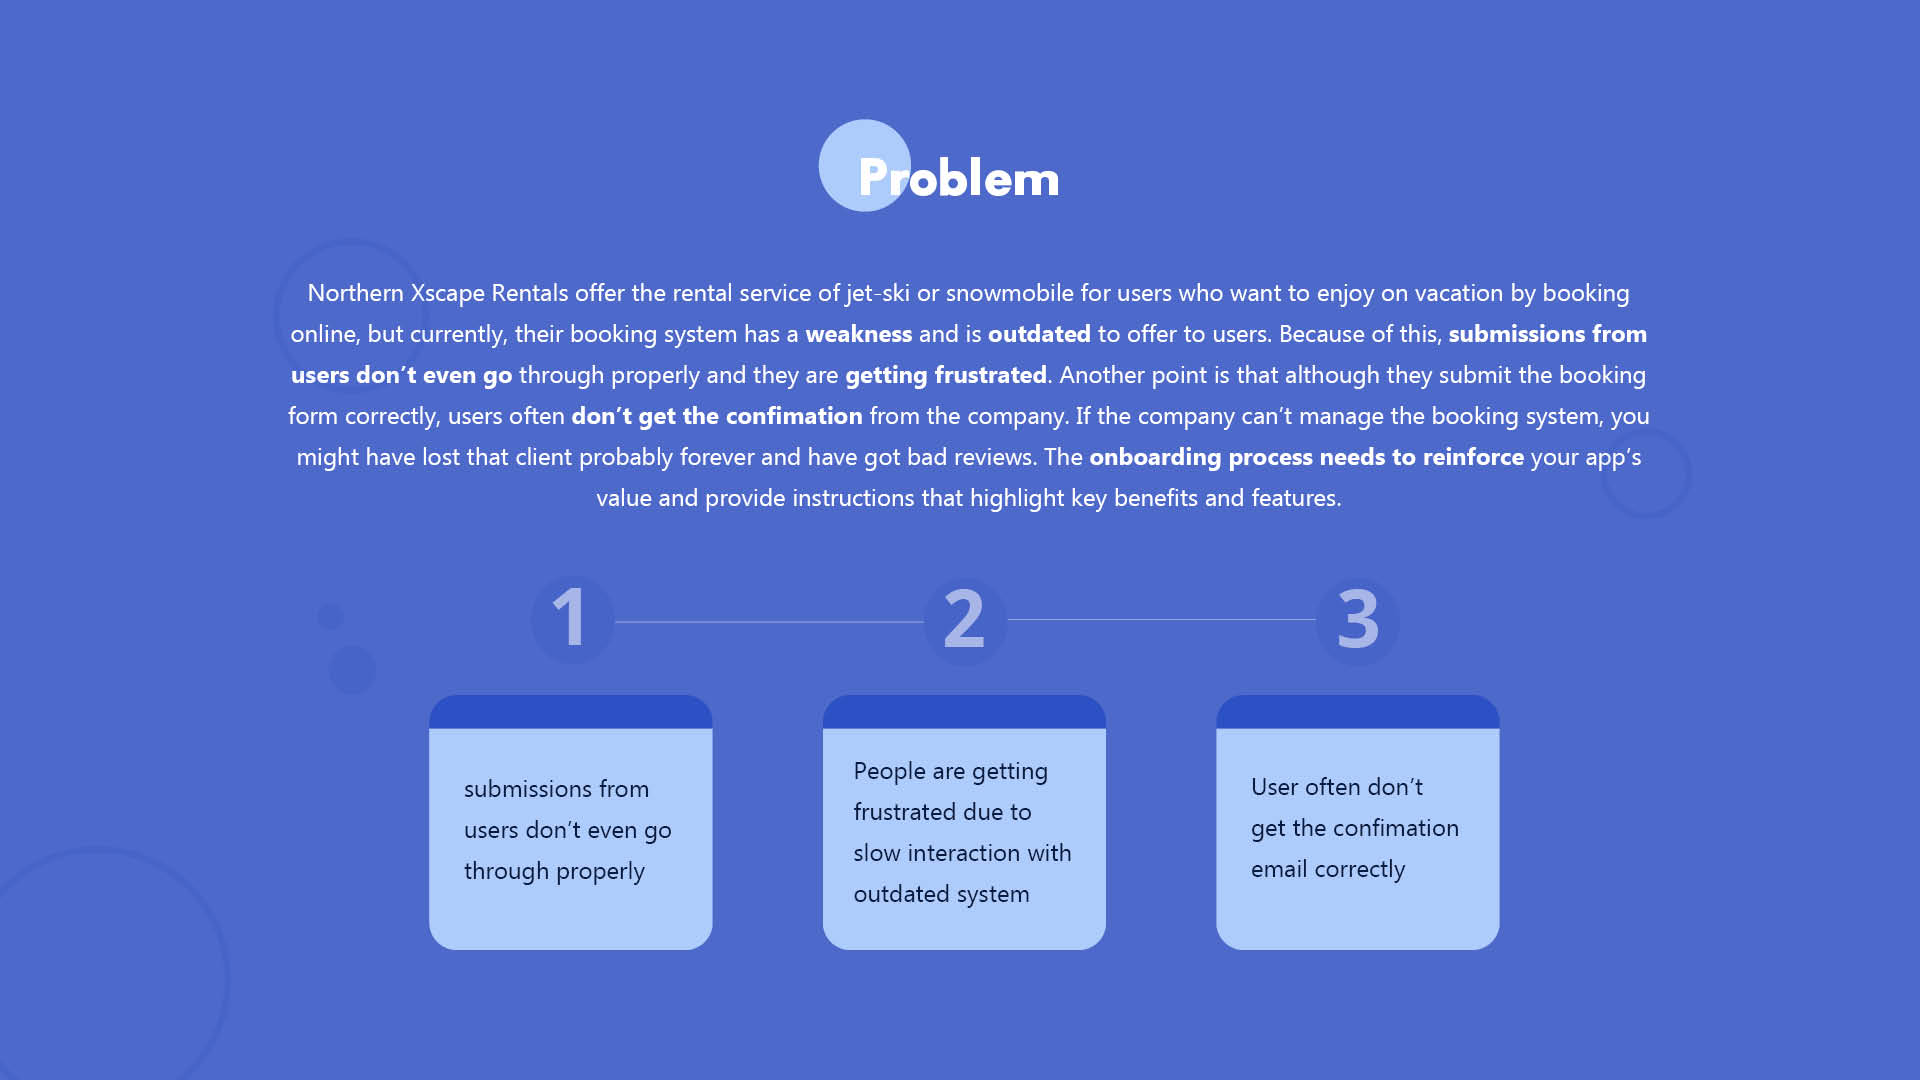 Problem
Northern Xscape Rentals offer the rental service of jet-ski or snowmobile for users who want to enjoy on vacation by booking
online, but currently, their booking system has a weakness and is outdated to offer to users. Because of this, submissions from
users don’t even go through properly and they are getting frustrated. Another point is that although they submit the booking
form correctly, users often don’t get the confimation from the company. If the company can’t manage the booking system, you
might have lost that client probably forever and have got bad reviews. The onboarding process needs to reinforce your app’s
value and provide instructions that highlight key benefits and features.
1
2
3
submissions from
users don’t even go
through properly
People are getting
frustrated due to
slow interaction with
outdated system
User often don’t
get the confimation
email correctly